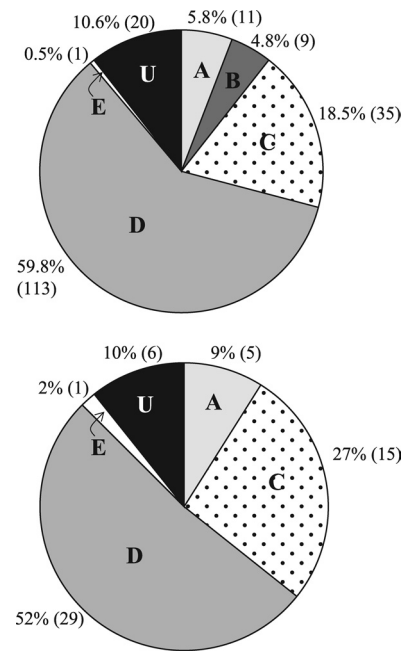 10.6% (20)
5.8% (11)
0.5% (1)
4.8% (9)
U
A
B
E
C
18.5% (35)
D
59.8%
(113)
10% (6)
9% (5)
2% (1)
U
A
E
C
27% (15)
D
52% (29)